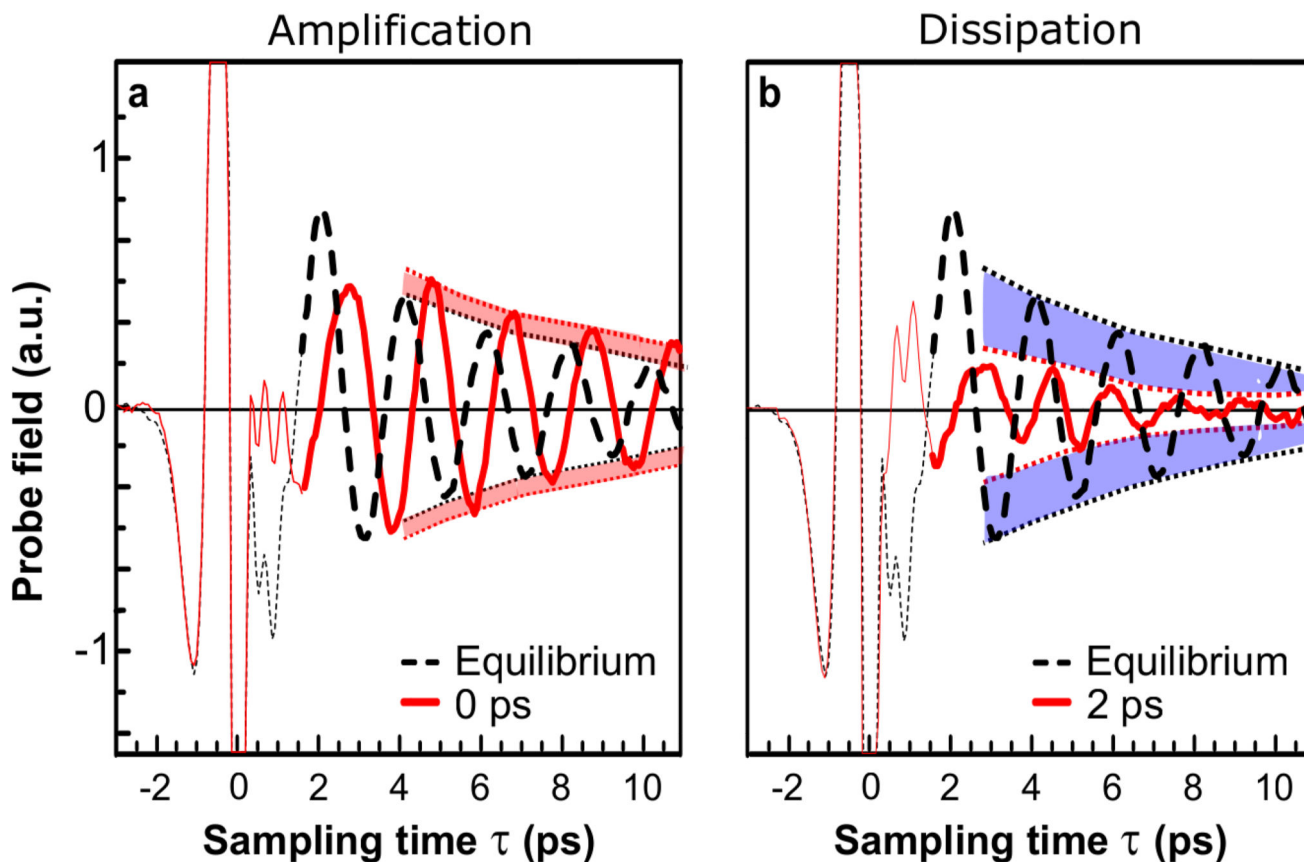 Amplification
Dissipation
a
b
1
0
-1
Probe field (a.u.)
Equilibrium
0 ps
Equilibrium
2 ps
-2 0 2 4 6 8 10
-2 0 2 4 6 8 10
Sampling time τ (ps)
Sampling time τ (ps)